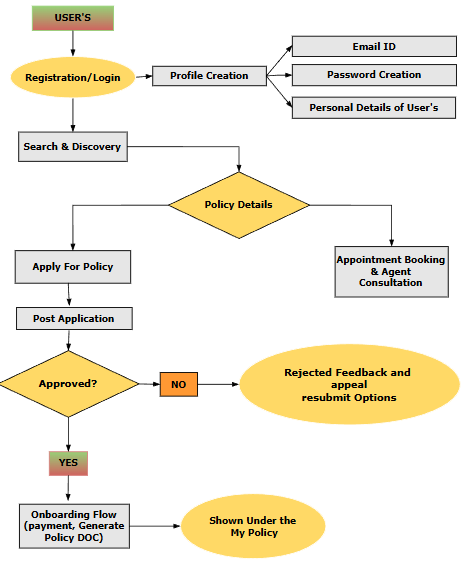 USER'S
Registration/Login
Profile Creation
Email ID
Password Creation
Personal Details of User's
Search & Discovery
Policy Details
Apply For Policy
Appointment Booking
& Agent
Consultation
Post Application
Approved?
NO
Rejected Feedback and
appeal
resubmit Options
YES
Onboarding Flow
(payment, Generate
Policy DOC)
Shown Under the
My Policy